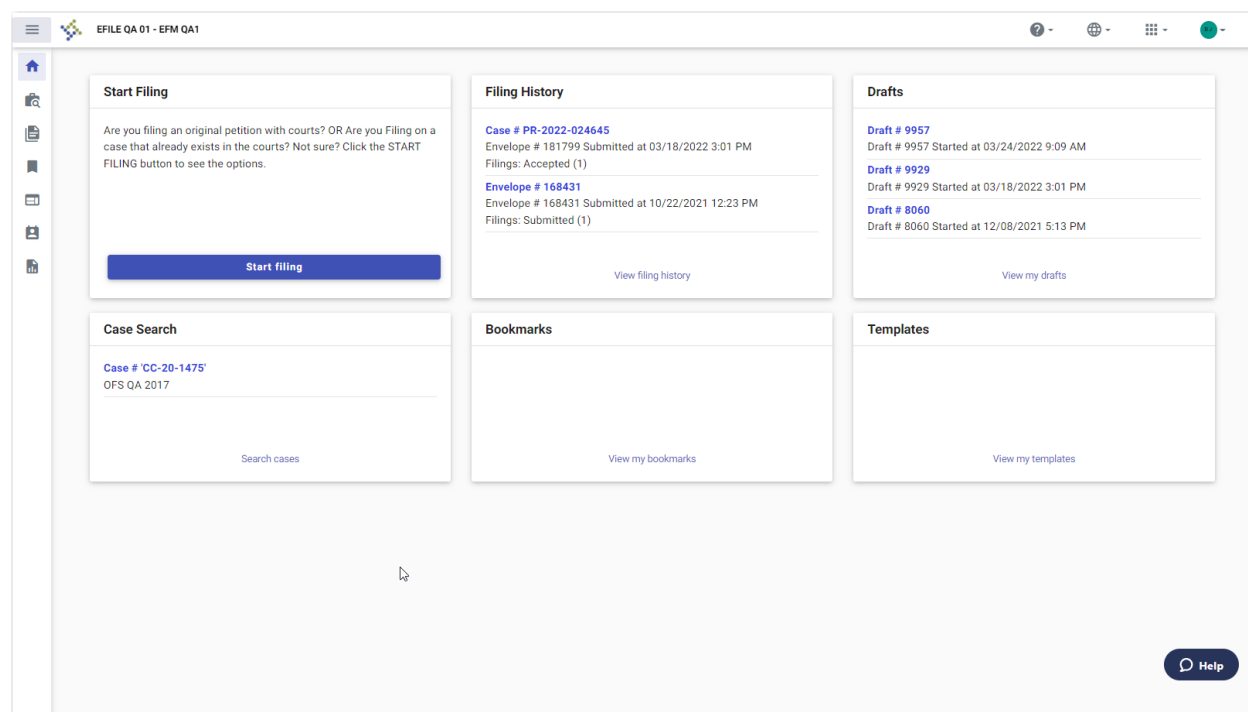 EFILE QA 01 - EFM QA1
Start Filing
Are you filing an original petition with courts? OR Are you Filing on a
case that already exists in the courts? Not sure? Click the START
FILING button to see the options.
Start filing
Filing History
Case # PR-2022-024645
Envelope # 181799 Submitted at 03/18/2022 3:01 PM
Filings: Accepted (1)
Envelope # 168431
Envelope # 168431 Submitted at 10/22/2021 12:23 PM
Filings: Submitted (1)
View filing history
Drafts
Draft # 9957
Draft # 9957 Started at 03/24/2022 9:09 AM
Draft # 9929
Draft # 9929 Started at 03/18/2022 3:01 PM
Draft # 8060
Draft # 8060 Started at 12/08/2021 5:13 PM
View my drafts
Case Search
Case # 'CC-20-1475'
OFS QA 2017
Search cases
Bookmarks
View my bookmarks
Templates
View my templates
Help